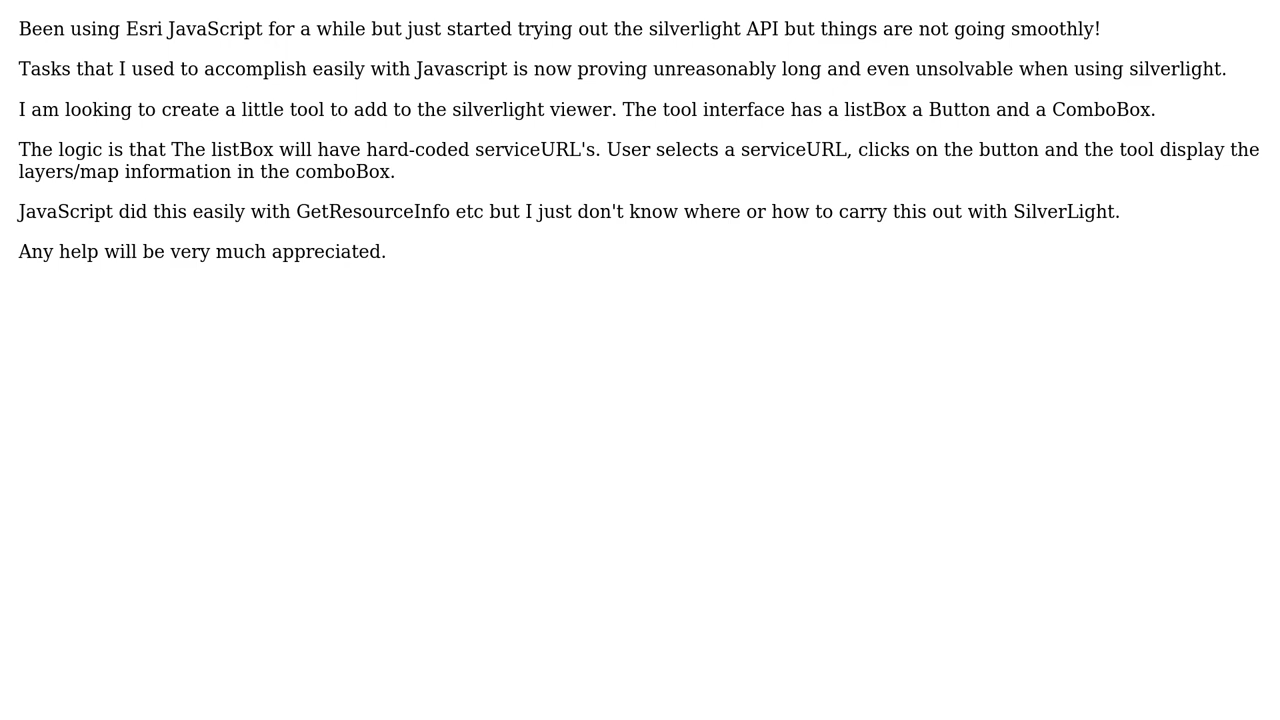 Been using Esri JavaScript for a while but just started trying out the silverlight API but things are not going smoothly!
Tasks that I used to accomplish easily with Javascript is now proving unreasonably long and even unsolvable when using silverlight.
I am looking to create a little tool to add to the silverlight viewer. The tool interface has a listBox a Button and a ComboBox.
The logic is that The listBox will have hard-coded serviceURL's. User selects a serviceURL, clicks on the button and the tool display the
layers/map information in the comboBox.
JavaScript did this easily with GetResourceInfo etc but I just don't know where or how to carry this out with SilverLight.
Any help will be very much appreciated.